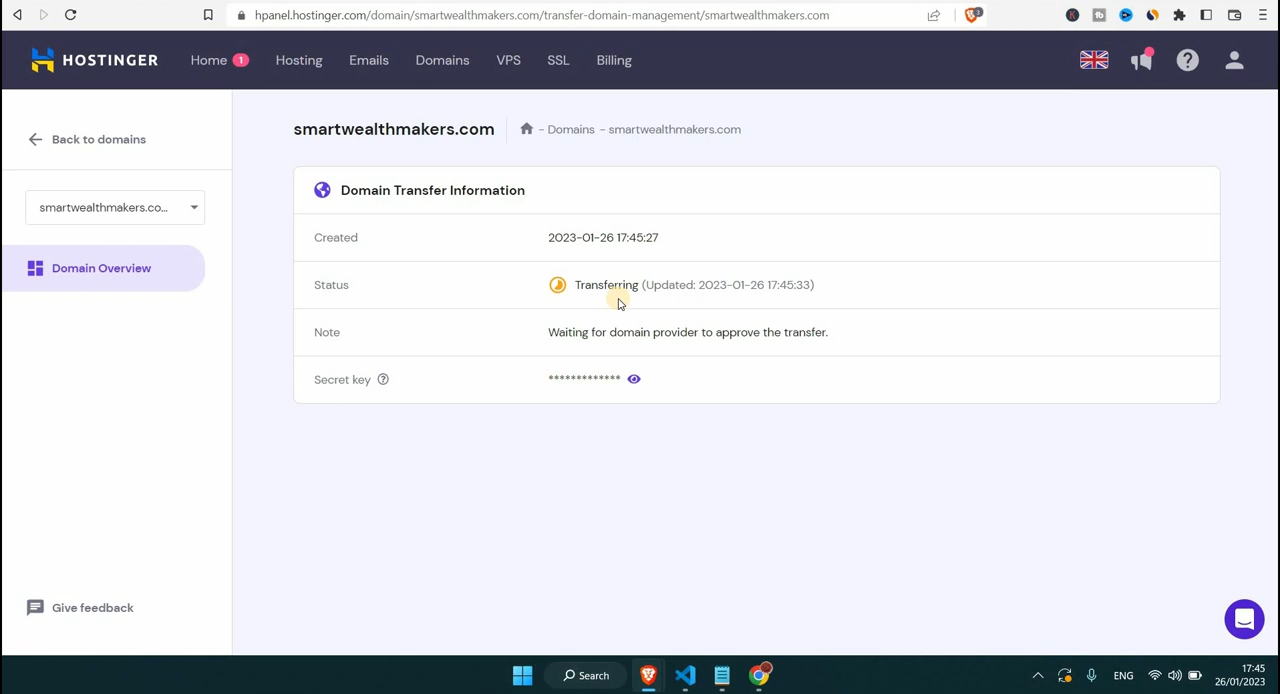 hpanel.hostinger.com/domain/smartwealthmakers.com/transfer-domain-management/smartwealthmakers.com
3
HOSTINGER
Home 1
Hosting
Emails
Domains
VPS
SSL
Billing
Back to domains
smartwealthmakers.co...
Domain Overview
Give feedback
smartwealthmakers.com
- Domains - smartwealthmakers.com
Domain Transfer Information
Created 2023-01-26 17:45:27
Status Transferring (Updated: 2023-01-26 17:45:33)
Note Waiting for domain provider to approve the transfer.
Secret key ? *************
Search
ENG
17:45
26/01/2023